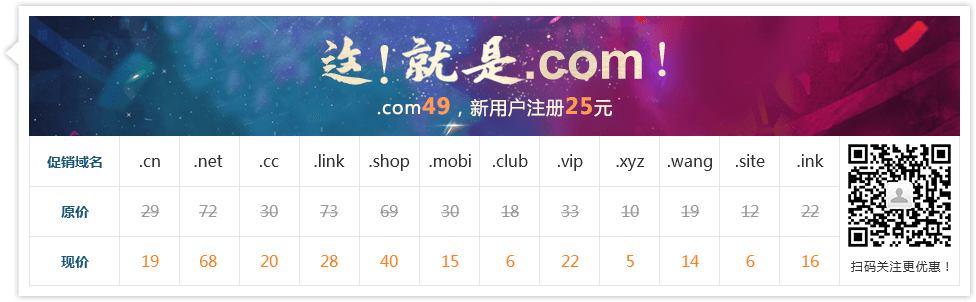 这!就是.com!
.com49，新用户注册25元
促销域名 .cn .net .cc .link .shop .mobi .club .vip .xyz .wang .site .ink
原价 29 72 30 73 69 30 18 33 10 19 12 22
现价 19 68 20 28 40 15 6 22 5 14 6 16
扫码关注更优惠！